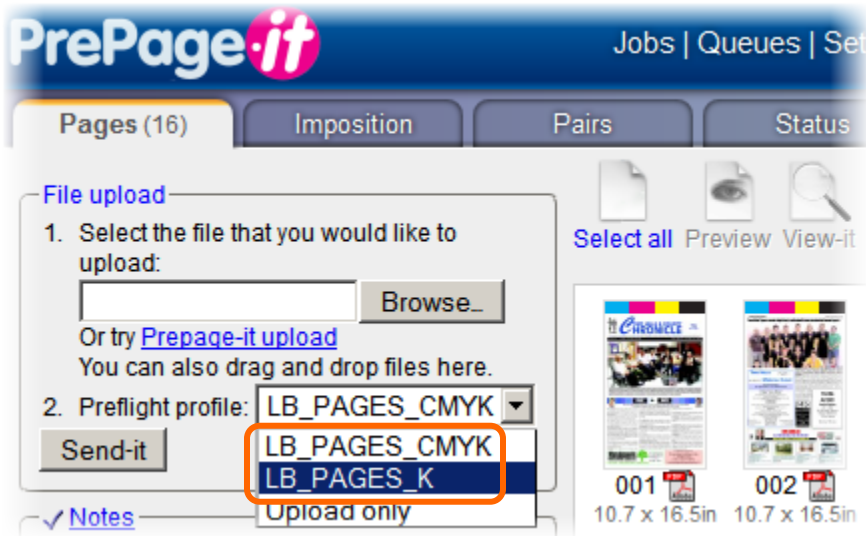 PrePage-it
Jobs | Queues | Set
Pages (16)
Imposition
Pairs
Status
File upload
1. Select the file that you would like to
upload:
Browse...
Or try Prepage-it upload
You can also drag and drop files here.
2. Preflight profile:
LB_PAGES_CMYK
Send-it
LB_PAGES_CMYK
LB_PAGES_K
Upload only
✓ Notes
Select all
Preview
View-it
CHRONICLE
001
002
10.7 x 16.5in
10.7 x 16.5in